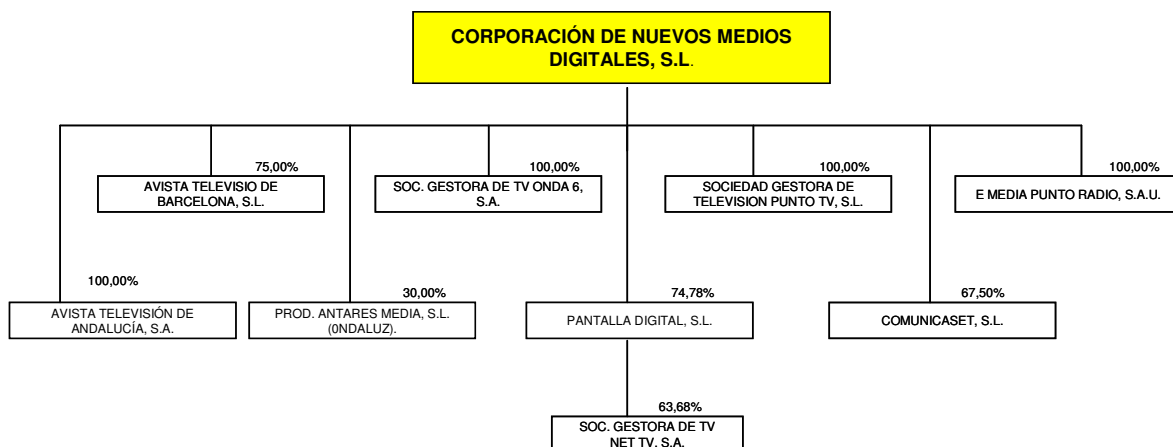 CORPORACIÓN DE NUEVOS MEDIOS
DIGITALES, S.L.
75,00%
AVISTA TELEVISIO DE
BARCELONA, S.L.
100,00%
SOC. GESTORA DE TV ONDA 6,
S.A.
100,00%
SOCIEDAD GESTORA DE
TELEVISION PUNTO TV, S.L.
100,00%
E MEDIA PUNTO RADIO, S.A.U.
100,00%
AVISTA TELEVISIÓN DE
ANDALUCÍA, S.A.
30,00%
PROD. ANTARES MEDIA, S.L.
(0NDALUZ).
74,78%
PANTALLA DIGITAL, S.L.
67,50%
COMUNICASET, S.L.
63,68%
SOC. GESTORA DE TV
NET TV, S.A.